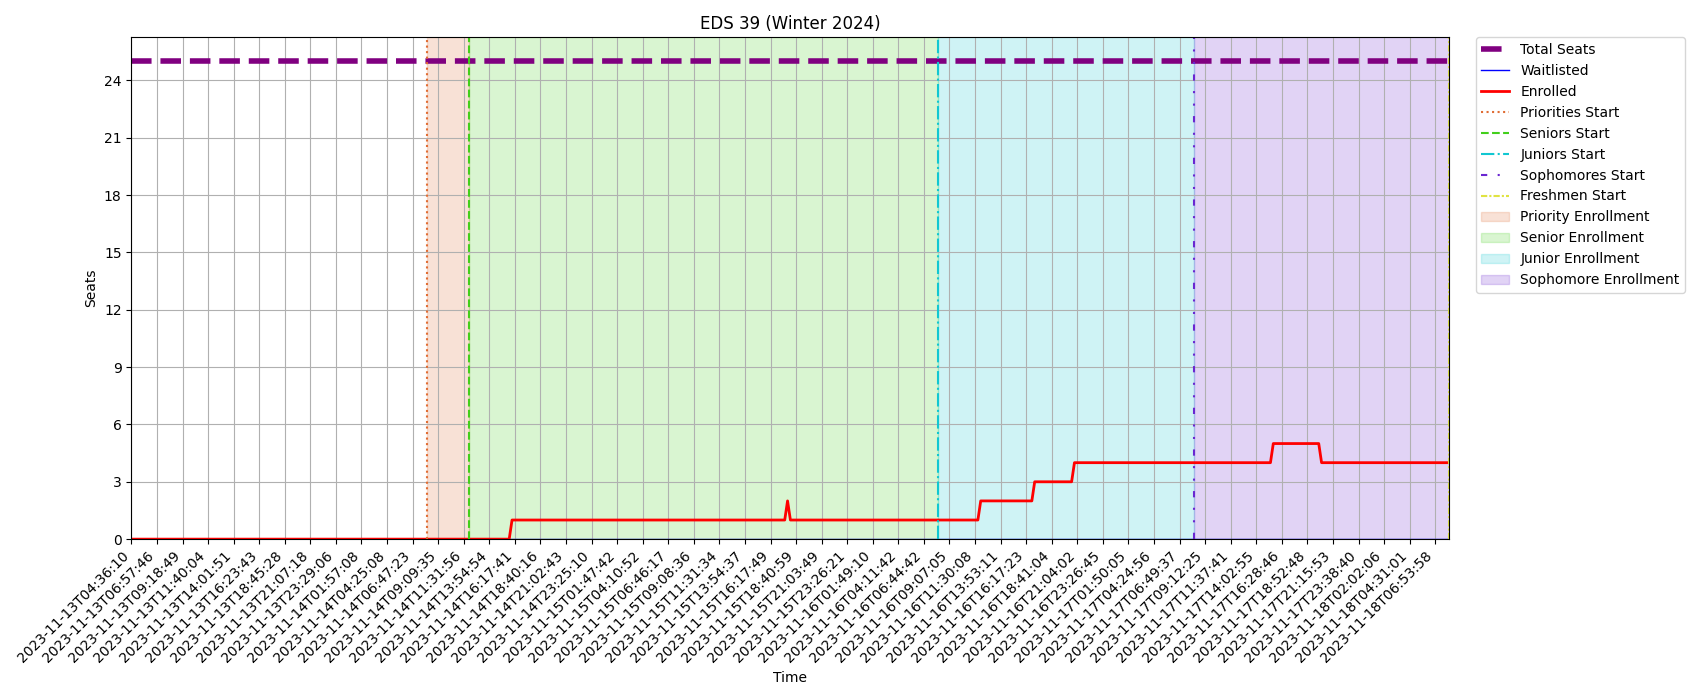 EDS 39 (Winter 2024)
Total Seats
Waitlisted
Enrolled
Priorities Start
Seniors Start
Juniors Start
Sophomores Start
Freshmen Start
Priority Enrollment
Senior Enrollment
Junior Enrollment
Sophomore Enrollment
Seats
24
21
18
15
12
9
6
3
0
2023-11-13T04:36:10
2023-11-13T06:57:46
2023-11-13T09:18:49
2023-11-13T11:40:04
2023-11-13T14:01:51
2023-11-13T16:23:43
2023-11-13T18:45:28
2023-11-13T21:07:18
2023-11-13T23:29:06
2023-11-14T01:57:08
2023-11-14T04:25:08
2023-11-14T06:47:23
2023-11-14T09:09:35
2023-11-14T11:31:56
2023-11-14T13:54:54
2023-11-14T16:17:41
2023-11-14T18:40:16
2023-11-14T21:02:43
2023-11-14T23:25:10
2023-11-15T01:47:42
2023-11-15T04:10:52
2023-11-15T06:46:17
2023-11-15T09:08:36
2023-11-15T11:31:34
2023-11-15T13:54:37
2023-11-15T16:17:49
2023-11-15T18:40:59
2023-11-15T21:03:49
2023-11-15T23:26:21
2023-11-16T01:49:10
2023-11-16T04:11:42
2023-11-16T06:44:42
2023-11-16T09:07:05
2023-11-16T11:30:08
2023-11-16T13:53:11
2023-11-16T16:17:23
2023-11-16T18:41:04
2023-11-16T21:04:02
2023-11-16T23:26:45
2023-11-17T01:50:05
2023-11-17T04:24:56
2023-11-17T06:49:37
2023-11-17T09:12:25
2023-11-17T11:37:41
2023-11-17T14:02:55
2023-11-17T16:28:46
2023-11-17T18:52:48
2023-11-17T21:15:53
2023-11-17T23:38:40
2023-11-18T02:02:06
2023-11-18T04:31:01
2023-11-18T06:53:58
Time